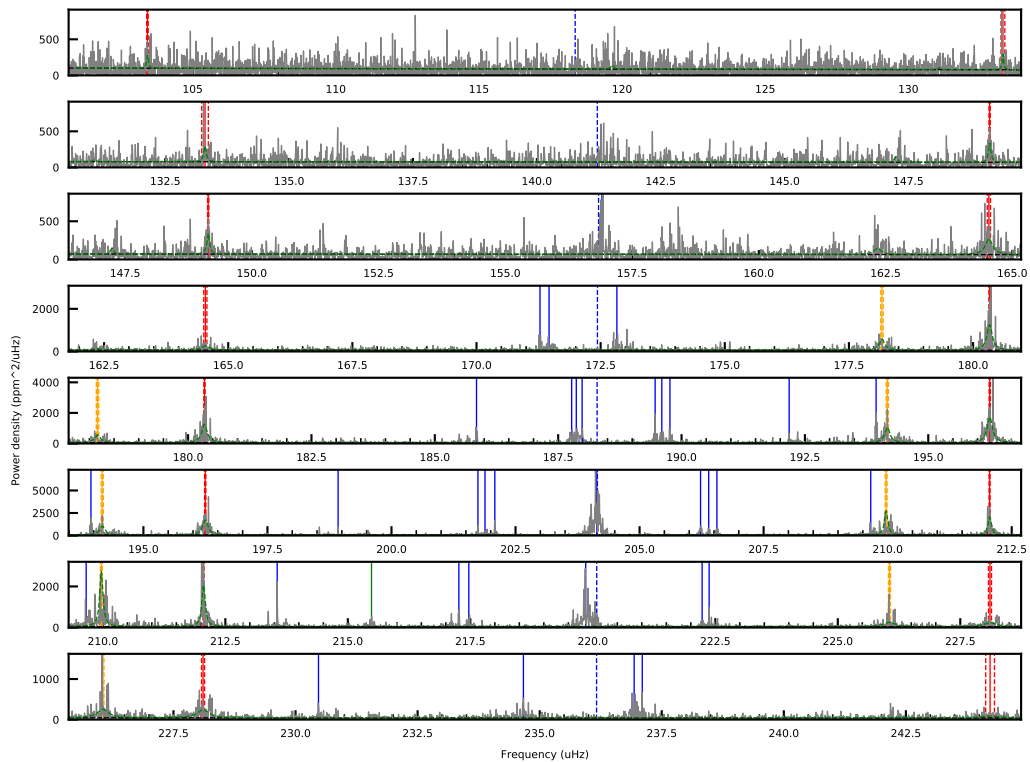 500
0
105 110 115 120 125 130
500
0
132.5 135.0 137.5 140.0 142.5 145.0 147.5
500
0
147.5 150.0 152.5 155.0 157.5 160.0 162.5 165.0
2000
0
162.5 165.0 167.5 170.0 172.5 175.0 177.5 180.0
4000
2000
0
180.0 182.5 185.0 187.5 190.0 192.5 195.0
5000
2500
0
195.0 197.5 200.0 202.5 205.0 207.5 210.0 212.5
2000
0
210.0 212.5 215.0 217.5 220.0 222.5 225.0 227.5
1000
0
227.5 230.0 232.5 235.0 237.5 240.0 242.5
Power density (ppm^2/uHz)
Frequency (uHz)